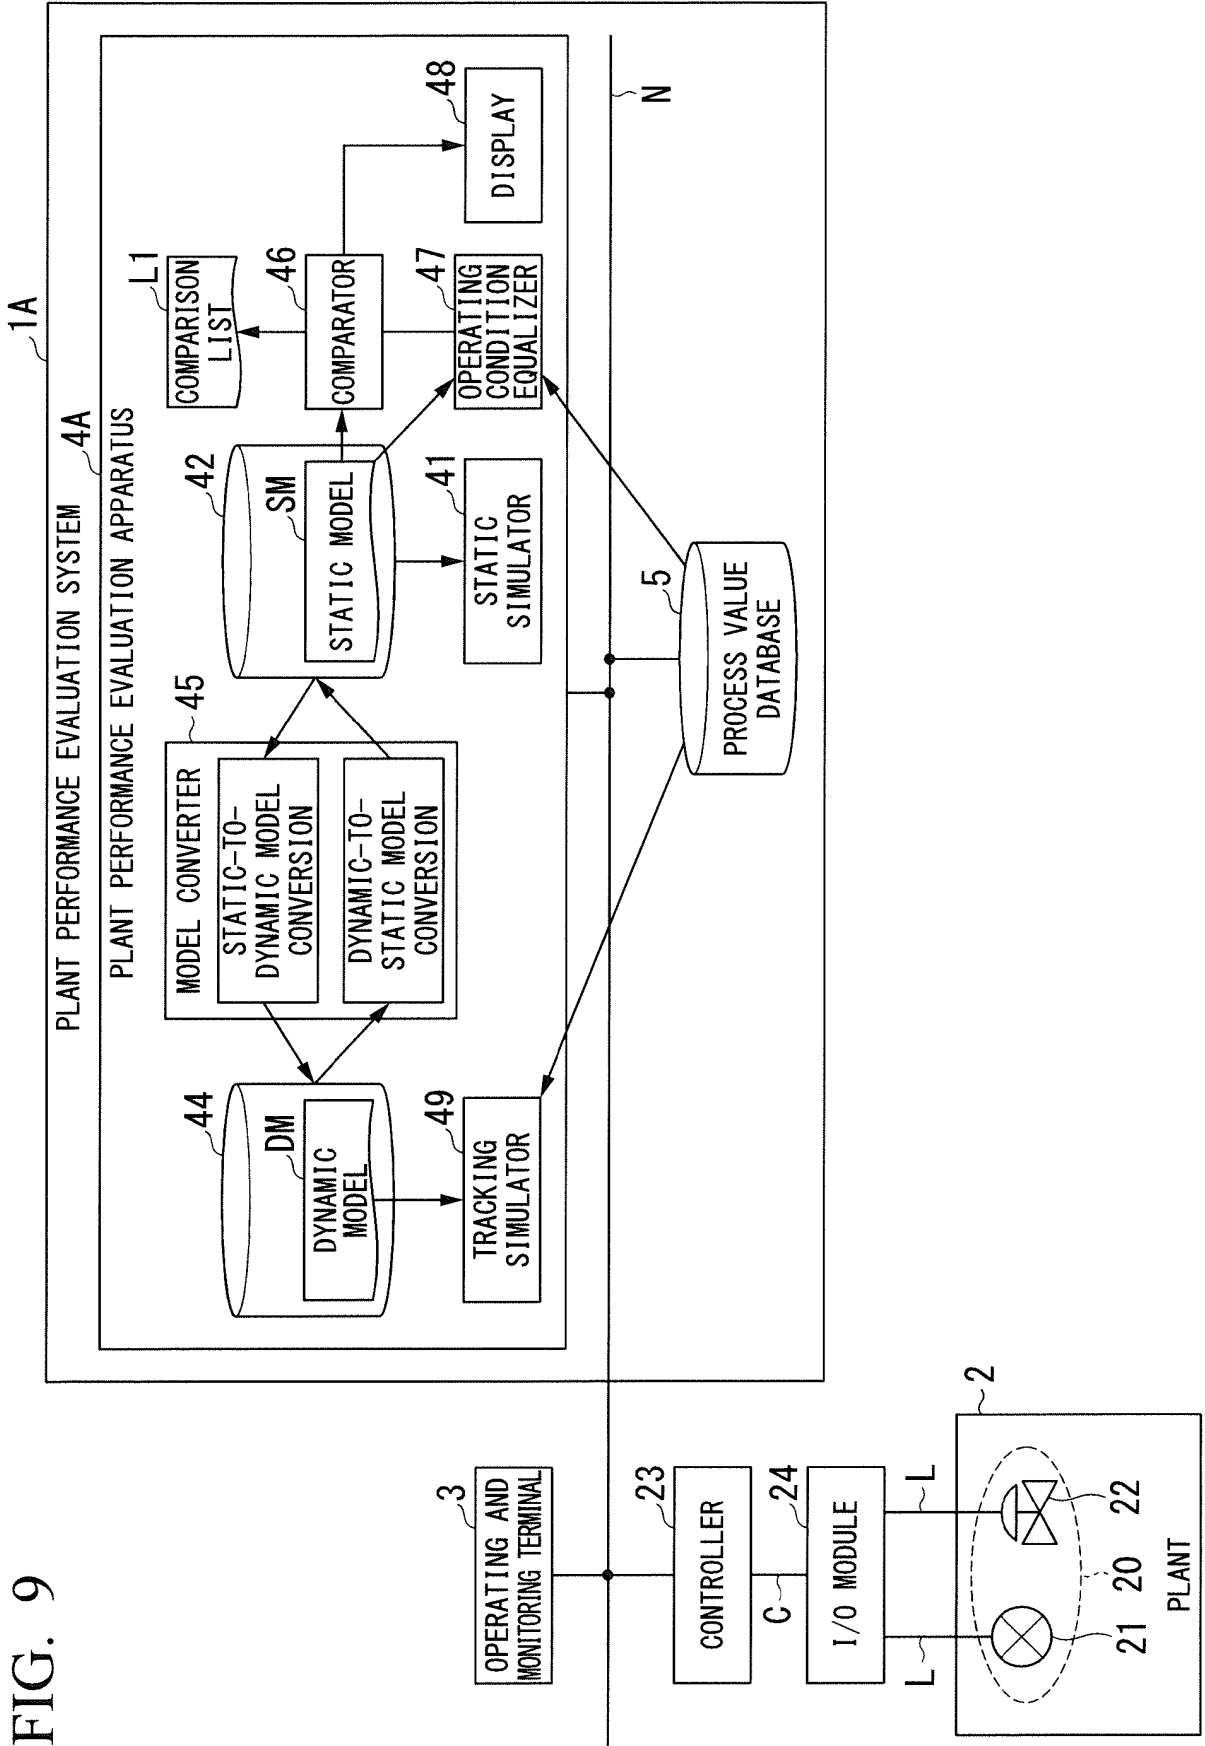 FIG. 9
1A
PLANT PERFORMANCE EVALUATION SYSTEM
4A
PLANT PERFORMANCE EVALUATION APPARATUS
44
DM
DYNAMIC
MODEL
49
TRACKING
SIMULATOR
45
MODEL CONVERTER
STATIC-TO-
DYNAMIC MODEL
CONVERSION
DYNAMIC-TO-
STATIC MODEL
CONVERSION
42
SM
STATIC MODEL
41
STATIC
SIMULATOR
L1
COMPARISON
LIST
46
COMPARATOR
47
OPERATING
CONDITION
EQUALIZER
48
DISPLAY
N
5
PROCESS VALUE
DATABASE
3
OPERATING AND
MONITORING TERMINAL
23
CONTROLLER
C
24
I/O MODULE
L
L
2
21
20
22
PLANT